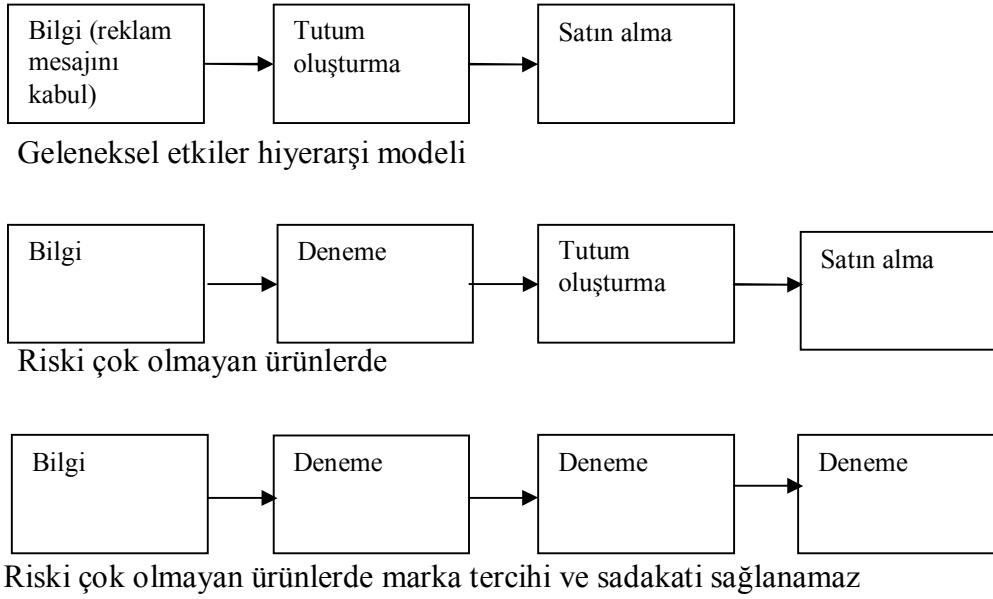 Bilgi (reklam
mesajını
kabul)
Tutum
oluşturma
Satın alma
Geleneksel etkiler hiyerarşi modeli
Bilgi
Deneme
Tutum
oluşturma
Satın alma
Riski çok olmayan ürünlerde
Bilgi
Deneme
Deneme
Deneme
Riski çok olmayan ürünlerde marka tercihi ve sadakati sağlanamaz